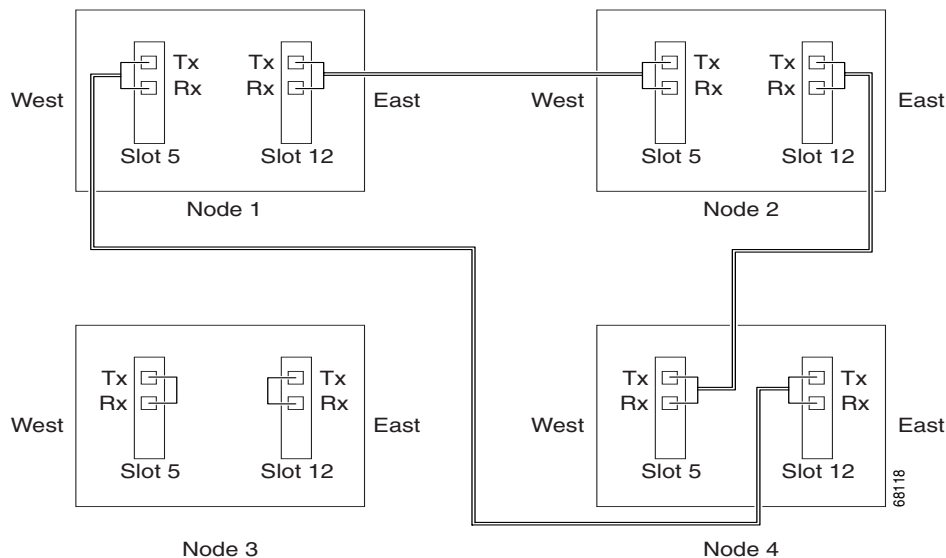 Tx Tx Tx Tx
West Rx Rx East West Rx Rx East
Slot 5 Slot 12 Slot 5 Slot 12
Node 1 Node 2
Tx Tx Tx Tx
West Rx Rx East West Rx Rx East
Slot 5 Slot 12 Slot 5 Slot 12
68118
Node 3 Node 4